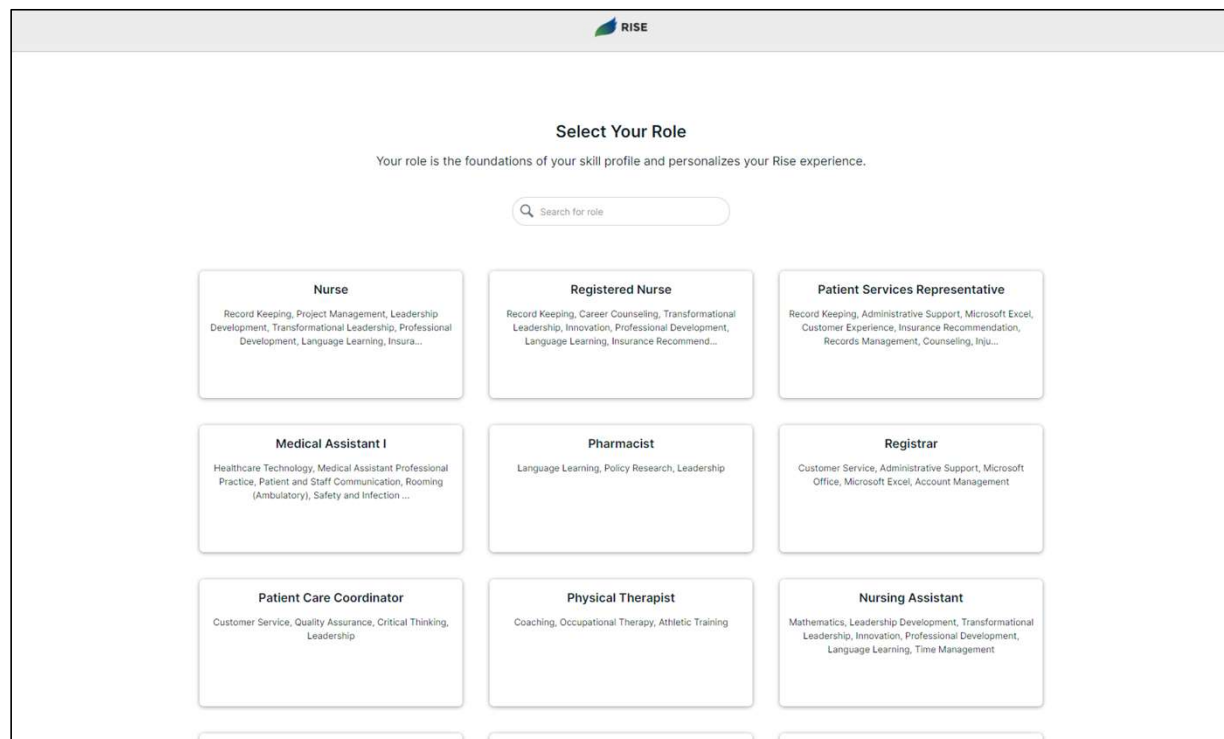 RISE
Select Your Role
Your role is the foundations of your skill profile and personalizes your Rise experience.
Search for role
Nurse
Record Keeping, Project Management, Leadership
Development, Transformational Leadership, Professional
Development, Language Learning, Insura...
Registered Nurse
Record Keeping, Career Counseling, Transformational
Leadership, Innovation, Professional Development,
Language Learning, Insurance Recommend...
Patient Services Representative
Record Keeping, Administrative Support, Microsoft Excel,
Customer Experience, Insurance Recommendation,
Records Management, Counseling, Inju...
Medical Assistant I
Healthcare Technology, Medical Assistant Professional
Practice, Patient and Staff Communication, Rooming
(Ambulatory), Safety and Infection ...
Pharmacist
Language Learning, Policy Research, Leadership
Registrar
Customer Service, Administrative Support, Microsoft
Office, Microsoft Excel, Account Management
Patient Care Coordinator
Customer Service, Quality Assurance, Critical Thinking,
Leadership
Physical Therapist
Coaching, Occupational Therapy, Athletic Training
Nursing Assistant
Mathematics, Leadership Development, Transformational
Leadership, Innovation, Professional Development,
Language Learning, Time Management